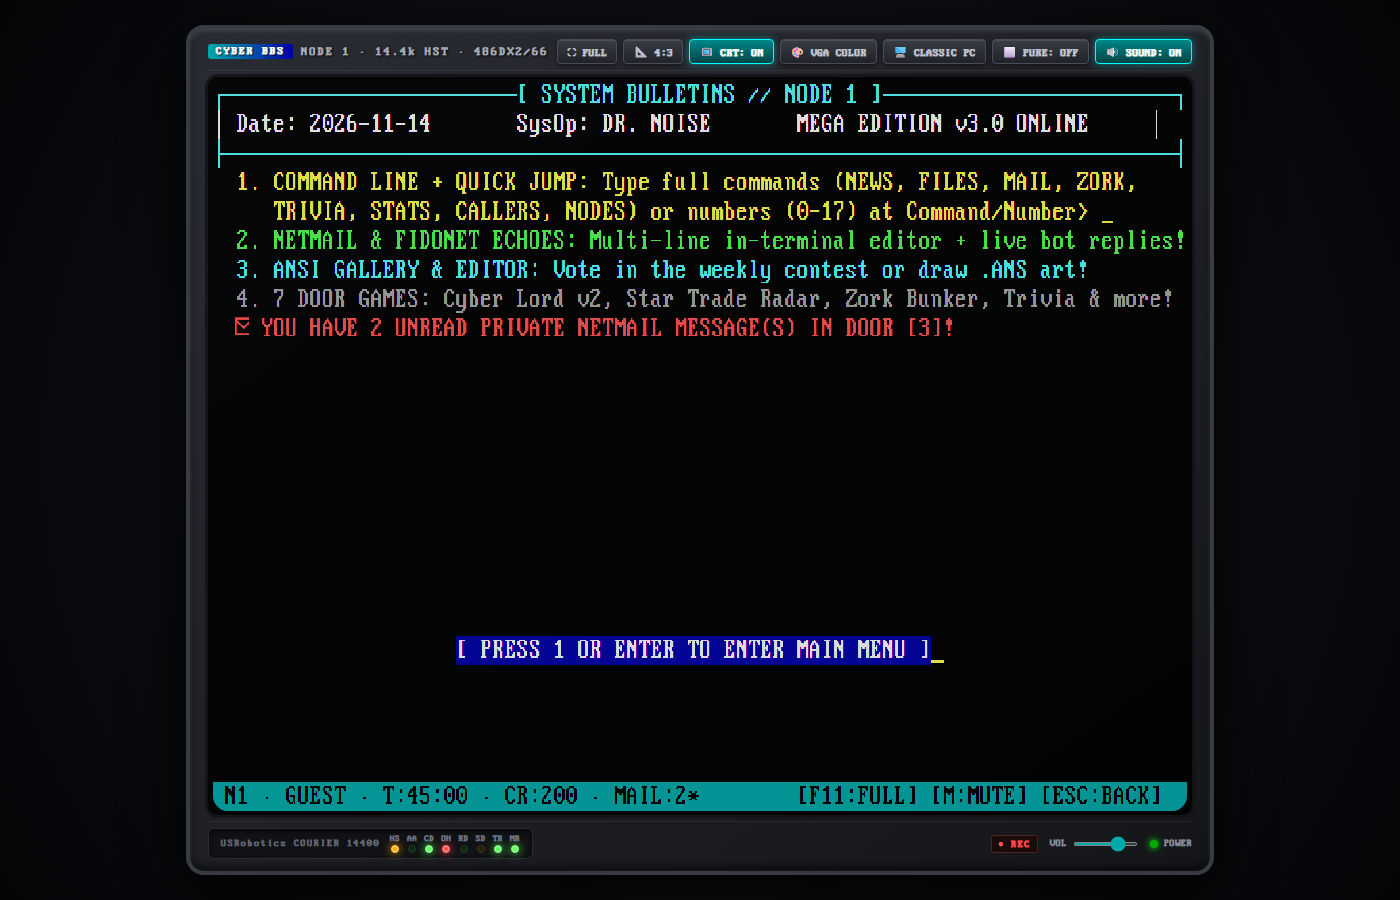 CYBER BBS NODE 1 · 14.4k HST · 486DX2/66 FULL 4:3 CRT: ON VGA COLOR CLASSIC PC PURE: OFF SOUND: ON
[ SYSTEM BULLETINS // NODE 1 ]
Date: 2026-11-14 SysOp: DR. NOISE MEGA EDITION v3.0 ONLINE
1. COMMAND LINE + QUICK JUMP: Type full commands (NEWS, FILES, MAIL, ZORK,
TRIVIA, STATS, CALLERS, NODES) or numbers (0-17) at Command/Number> _
2. NETMAIL & FIDONET ECHOES: Multi-line in-terminal editor + live bot replies!
3. ANSI GALLERY & EDITOR: Vote in the weekly contest or draw .ANS art!
4. 7 DOOR GAMES: Cyber Lord v2, Star Trade Radar, Zork Bunker, Trivia & more!
YOU HAVE 2 UNREAD PRIVATE NETMAIL MESSAGE(S) IN DOOR [3]!
[ PRESS 1 OR ENTER TO ENTER MAIN MENU ]_
N1 · GUEST · T:45:00 · CR:200 · MAIL:2* [F11:FULL] [M:MUTE] [ESC:BACK]
HS AA CD OH RD SD TR MR
USRobotics COURIER 14400 ● REC VOL POWER